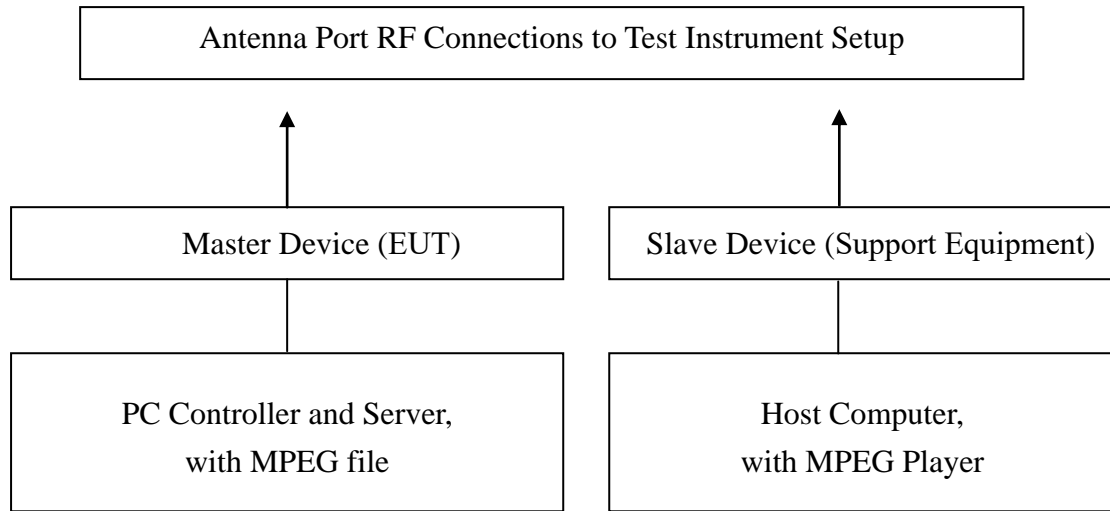 Antenna Port RF Connections to Test Instrument Setup
Master Device (EUT)
Slave Device (Support Equipment)
PC Controller and Server,
with MPEG file
Host Computer,
with MPEG Player